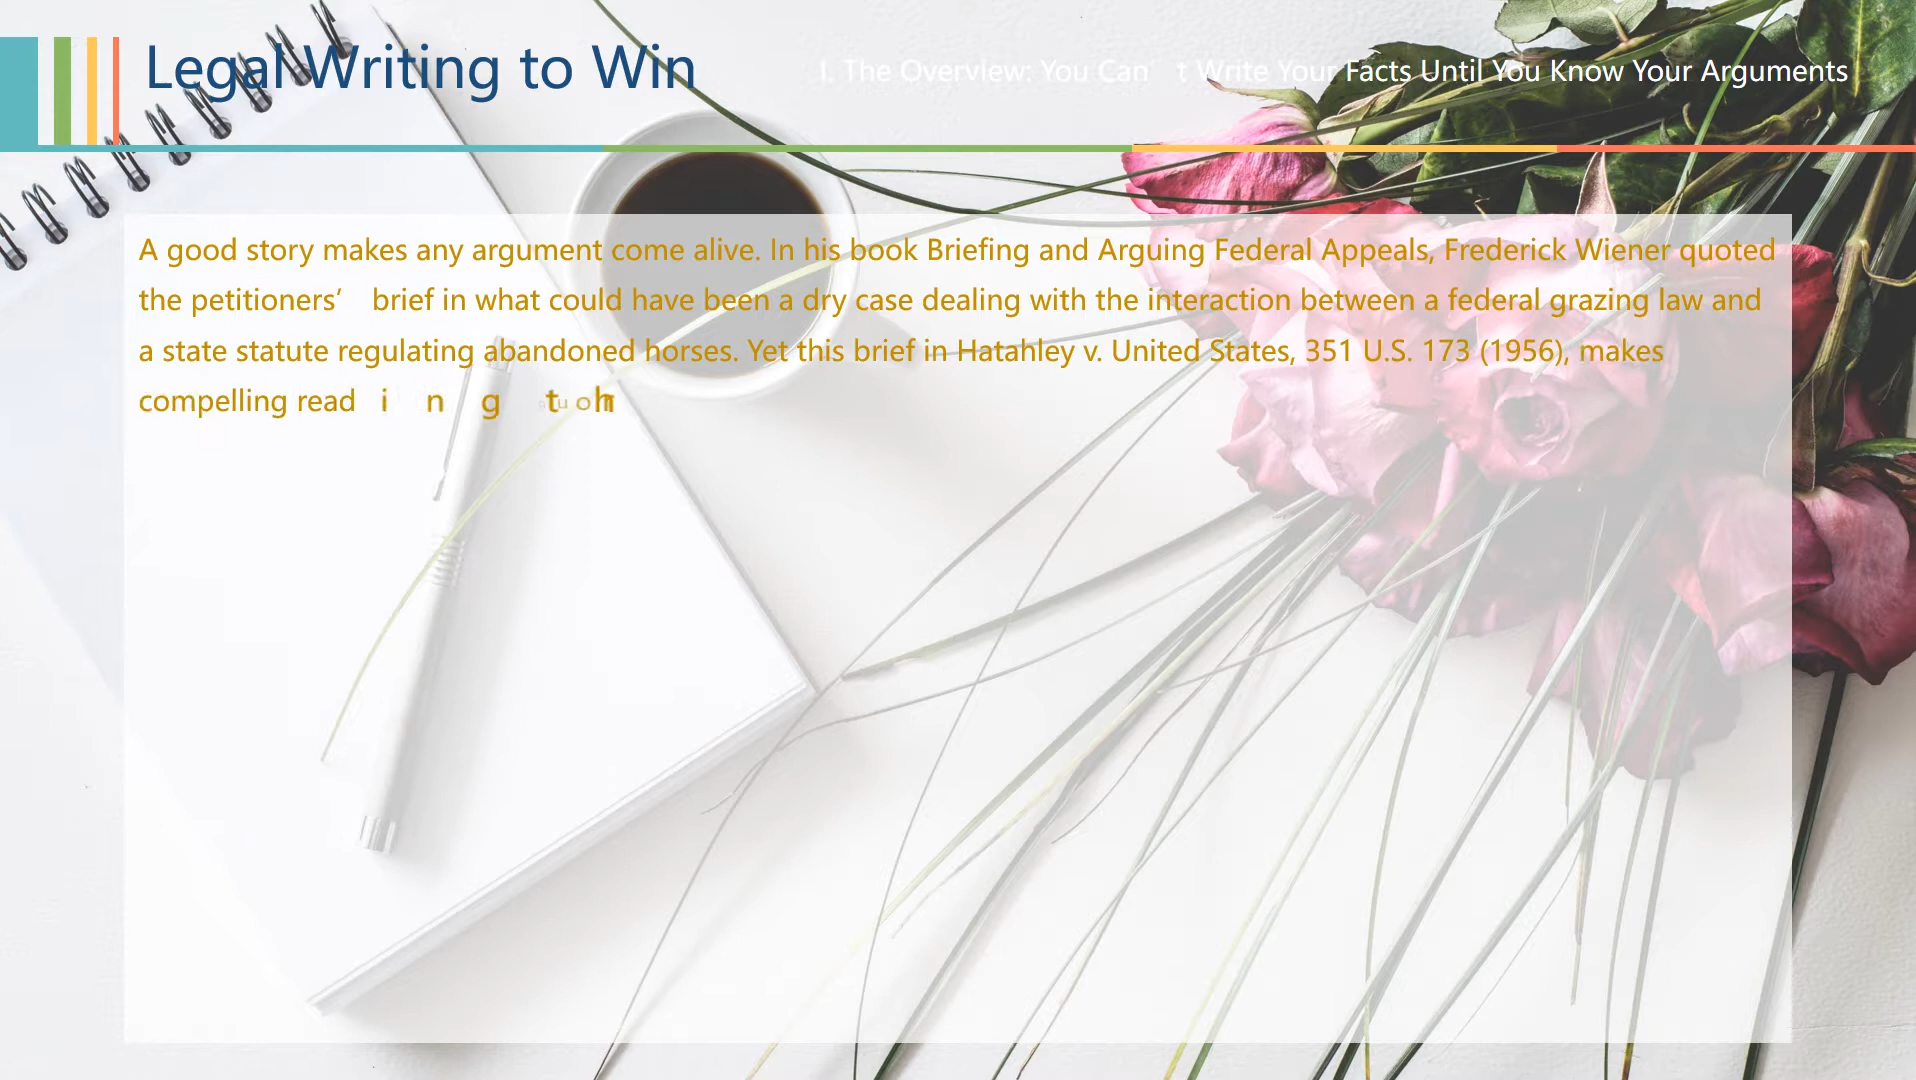 Legal Writing to Win
I. The Overview: You Can't Write Your Facts Until You Know Your Arguments
A good story makes any argument come alive. In his book Briefing and Arguing Federal Appeals, Frederick Wiener quoted
the petitioners’ brief in what could have been a dry case dealing with the interaction between a federal grazing law and
a state statute regulating abandoned horses. Yet this brief in Hatahley v. United States, 351 U.S. 173 (1956), makes
compelling reading